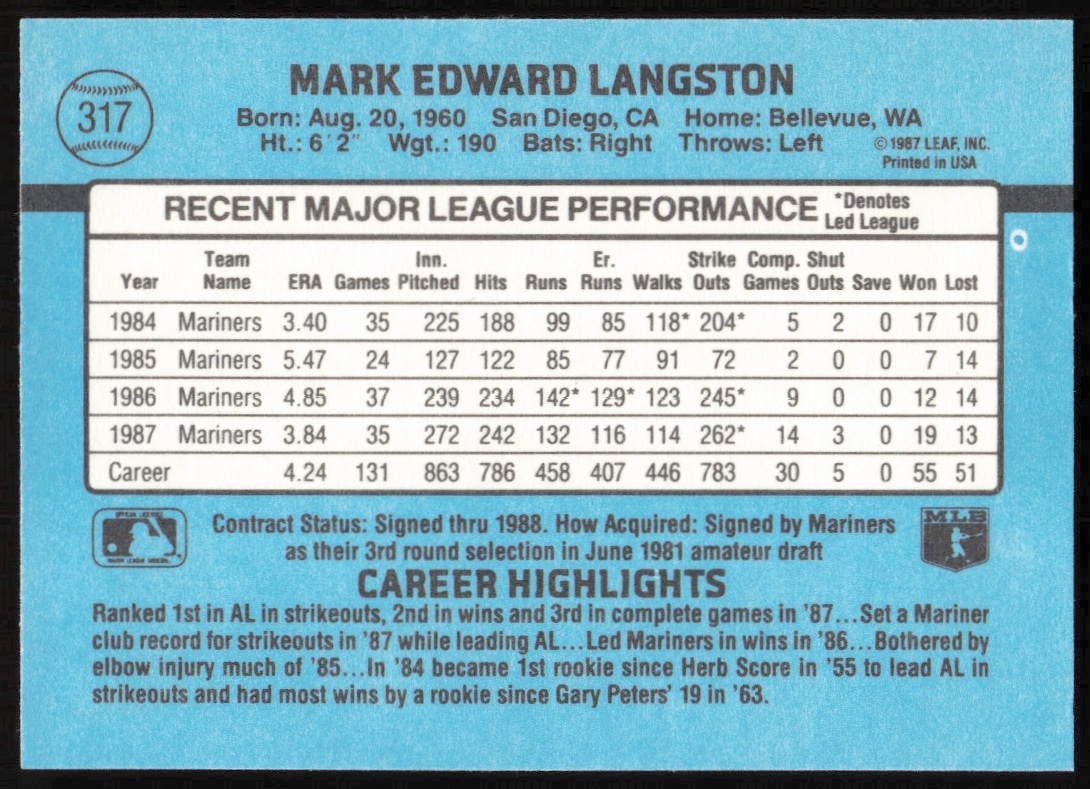 317
MARK EDWARD LANGSTON
Born: Aug. 20, 1960 San Diego, CA Home: Bellevue, WA
Ht.: 6' 2" Wgt.: 190 Bats: Right Throws: Left
©1987 LEAF, INC.
Printed in USA
RECENT MAJOR LEAGUE PERFORMANCE *Denotes
Led League
Team Inn. Er. Strike Comp. Shut
Year Name ERA Games Pitched Hits Runs Runs Walks Outs Games Outs Save Won Lost
1984 Mariners 3.40 35 225 188 99 85 118* 204* 5 2 0 17 10
1985 Mariners 5.47 24 127 122 85 77 91 72 2 0 0 7 14
1986 Mariners 4.85 37 239 234 142* 129* 123 245* 9 0 0 12 14
1987 Mariners 3.84 35 272 242 132 116 114 262* 14 3 0 19 13
Career 4.24 131 863 786 458 407 446 783 30 5 0 55 51
Contract Status: Signed thru 1988. How Acquired: Signed by Mariners
as their 3rd round selection in June 1981 amateur draft
MLB
CAREER HIGHLIGHTS
Ranked 1st in AL in strikeouts, 2nd in wins and 3rd in complete games in '87...Set a Mariner
club record for strikeouts in '87 while leading AL...Led Mariners in wins in '86...Bothered by
elbow injury much of '85...In '84 became 1st rookie since Herb Score in '55 to lead AL in
strikeouts and had most wins by a rookie since Gary Peters' 19 in '63.